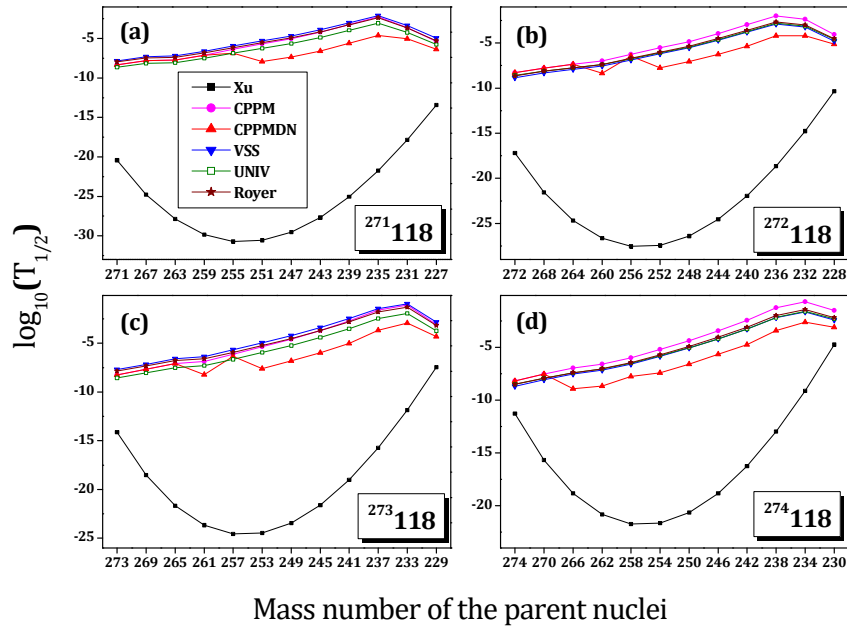 (a)
-5
-10
-15
-20
-25
-30
Xu
CPPM
CPPMDN
VSS
UNIV
Royer
²⁷¹118
271 267 263 259 255 251 247 243 239 235 231 227
(b)
-5
-10
-15
-20
-25
²⁷²118
272 268 264 260 256 252 248 244 240 236 232 228
log₁₀(T₁/₂)
(c)
-5
-10
-15
-20
-25
²⁷³118
273 269 265 261 257 253 249 245 241 237 233 229
(d)
-5
-10
-15
-20
²⁷⁴118
274 270 266 262 258 254 250 246 242 238 234 230
Mass number of the parent nuclei